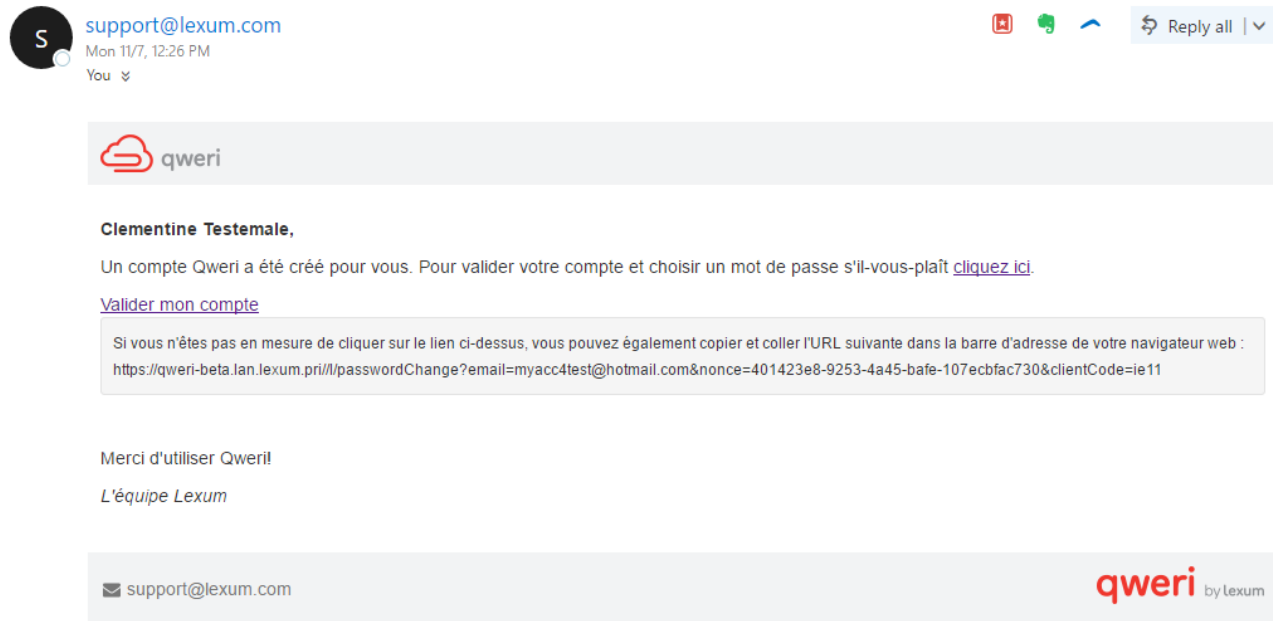 S
support@lexum.com
Mon 11/7, 12:26 PM
You
Reply all
qweri
Clementine Testemale,
Un compte Qweri a été créé pour vous. Pour valider votre compte et choisir un mot de passe s'il-vous-plaît cliquez ici.
Valider mon compte
Si vous n'êtes pas en mesure de cliquer sur le lien ci-dessus, vous pouvez également copier et coller l'URL suivante dans la barre d'adresse de votre navigateur web :
https://qweri-beta.lan.lexum.pri//l/passwordChange?email=myacc4test@hotmail.com&nonce=401423e8-9253-4a45-bafe-107ecbfac730&clientCode=ie11
Merci d'utiliser Qweri!
L'équipe Lexum
support@lexum.com
qweri by Lexum